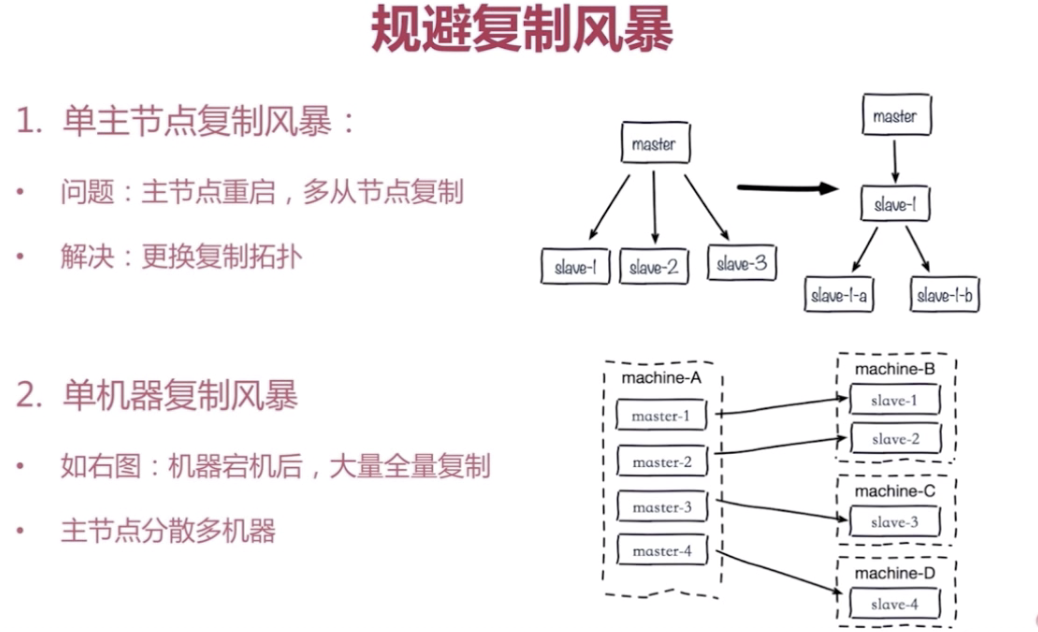 规避复制风暴
1. 单主节点复制风暴：
• 问题：主节点重启，多从节点复制
• 解决：更换复制拓扑
master
slave-1
slave-2
slave-3
master
slave-1
slave-1-a
slave-1-b
2. 单机器复制风暴
• 如右图：机器宕机后，大量全量复制
• 主节点分散多机器
machine-A
master-1
master-2
master-3
master-4
machine-B
slave-1
slave-2
machine-C
slave-3
machine-D
slave-4